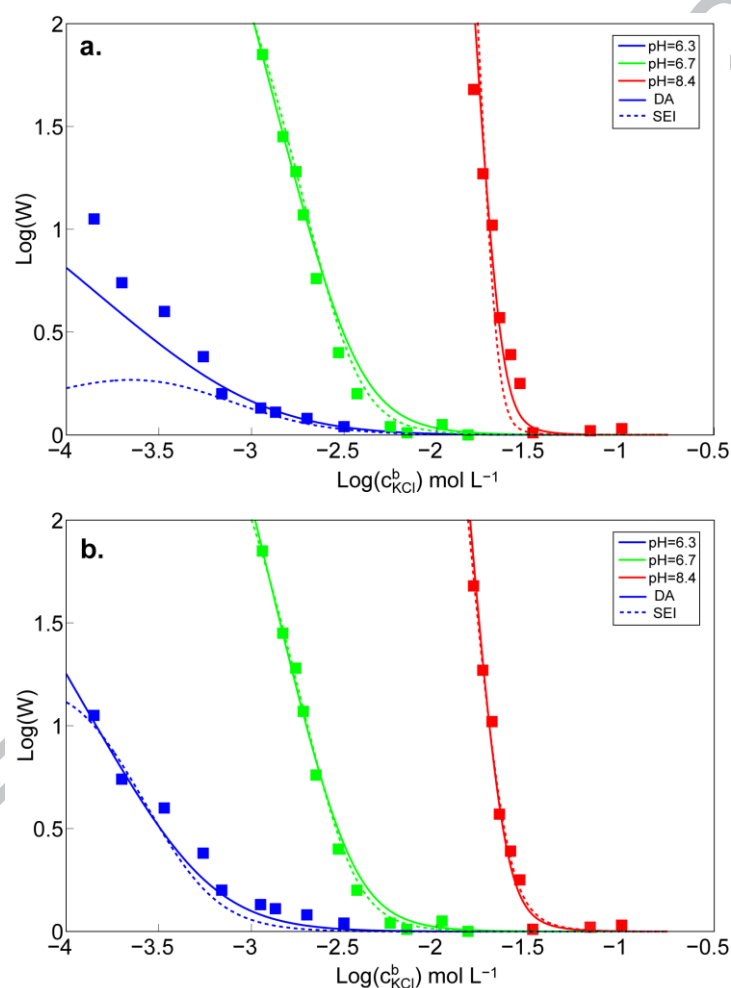 a.
2
1.5
1
0.5
0
Log(W)
pH=6.3
pH=6.7
pH=8.4
DA
SEI
−4 −3.5 −3 −2.5 −2 −1.5 −1 −0.5
Log(c^b_KCl) mol L⁻¹
b.
2
1.5
1
0.5
0
Log(W)
pH=6.3
pH=6.7
pH=8.4
DA
SEI
−4 −3.5 −3 −2.5 −2 −1.5 −1 −0.5
Log(c^b_KCl) mol L⁻¹